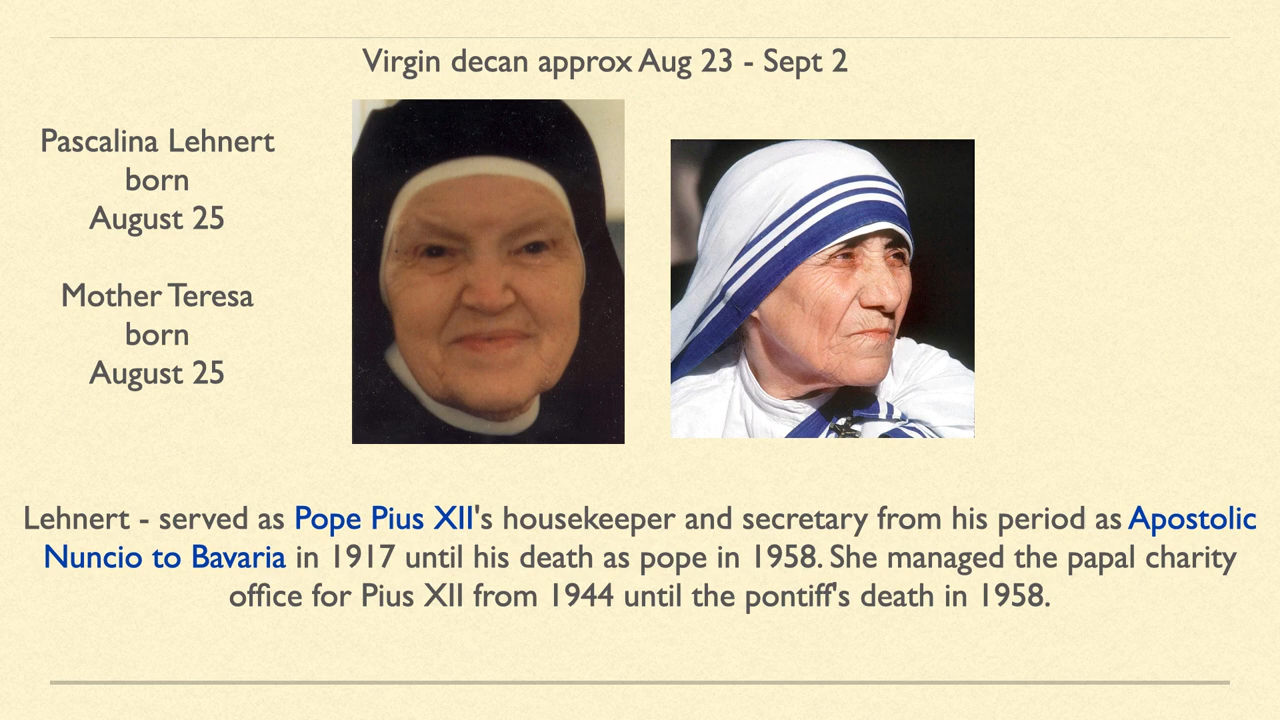 Virgin decan approx Aug 23 - Sept 2
Pascalina Lehnert
born
August 25
Mother Teresa
born
August 25
Lehnert - served as Pope Pius XII's housekeeper and secretary from his period as Apostolic
Nuncio to Bavaria in 1917 until his death as pope in 1958. She managed the papal charity
office for Pius XII from 1944 until the pontiff's death in 1958.